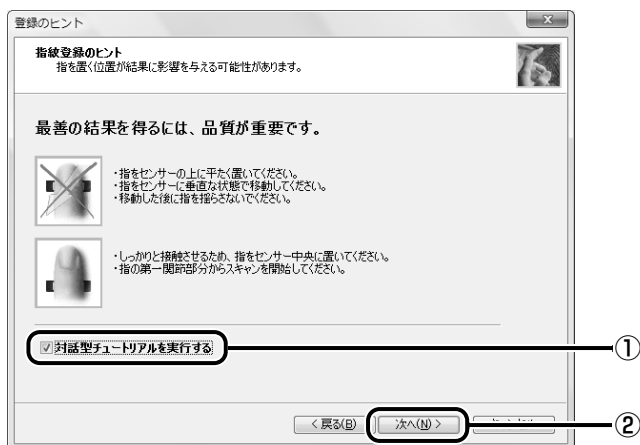 登録のヒント
指紋登録のヒント
指を置く位置が結果に影響を与える可能性があります。
最善の結果を得るには、品質が重要です。
・指をセンサーの上に平たく置いてください。
・指をセンサーに垂直な状態で移動してください。
・移動した後に指を揺らさないでください。
・しっかりと接触させるため、指をセンサー中央に置いてください。
・指の第一関節部分からスキャンを開始してください。
対話型チュートリアルを実行する
①
< 戻る(B) 次へ(N) >
②